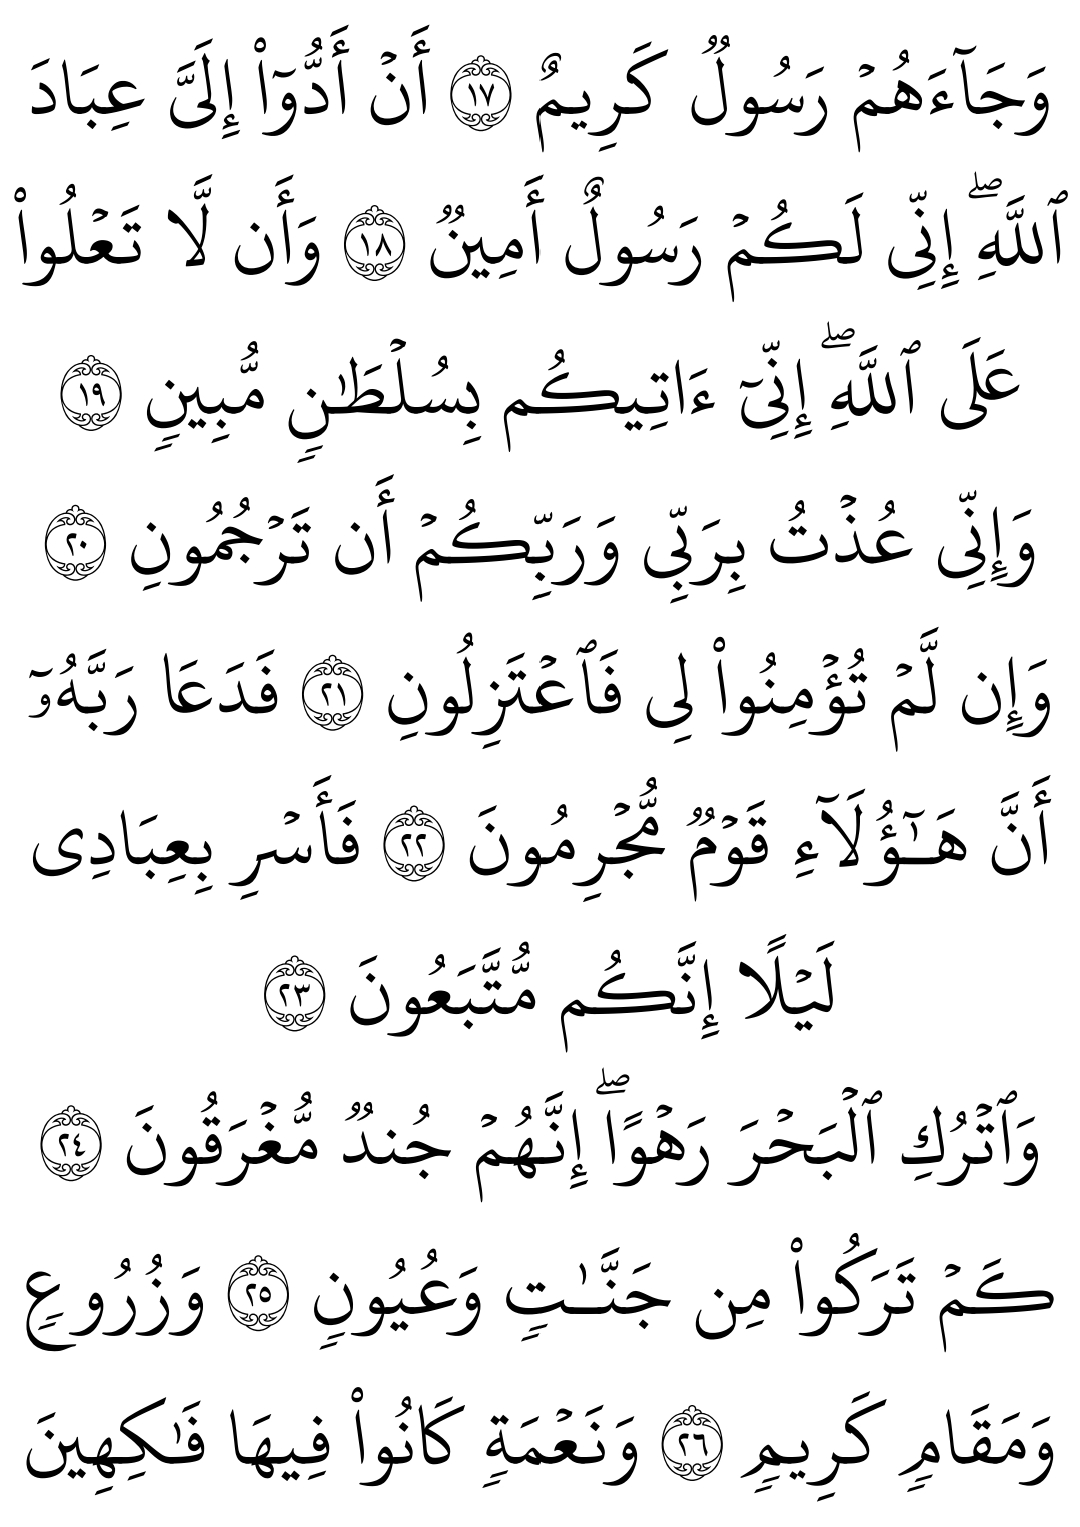 وَجَآءَهُمۡ رَسُولٞ كَرِيمٌ ١٧ أَنۡ أَدُّوٓاْ إِلَيَّ عِبَادَ
ٱللَّهِۖ إِنِّي لَكُمۡ رَسُولٌ أَمِينٞ ١٨ وَأَن لَّا تَعۡلُواْ
عَلَى ٱللَّهِۖ إِنِّيٓ ءَاتِيكُم بِسُلۡطَٰنٖ مُّبِينٖ ١٩
وَإِنِّي عُذۡتُ بِرَبِّي وَرَبِّكُمۡ أَن تَرۡجُمُونِ ٢٠
وَإِن لَّمۡ تُؤۡمِنُواْ لِي فَٱعۡتَزِلُونِ ٢١ فَدَعَا رَبَّهُۥٓ
أَنَّ هَٰٓؤُلَآءِ قَوۡمٞ مُّجۡرِمُونَ ٢٢ فَأَسۡرِ بِعِبَادِي
لَيۡلًا إِنَّكُم مُّتَّبَعُونَ ٢٣
وَٱتۡرُكِ ٱلۡبَحۡرَ رَهۡوًاۖ إِنَّهُمۡ جُندٞ مُّغۡرَقُونَ ٢٤
كَمۡ تَرَكُواْ مِن جَنَّٰتٖ وَعُيُونٖ ٢٥ وَزُرُوعٖ
وَمَقَامٖ كَرِيمٖ ٢٦ وَنَعۡمَةٖ كَانُواْ فِيهَا فَٰكِهِينَ